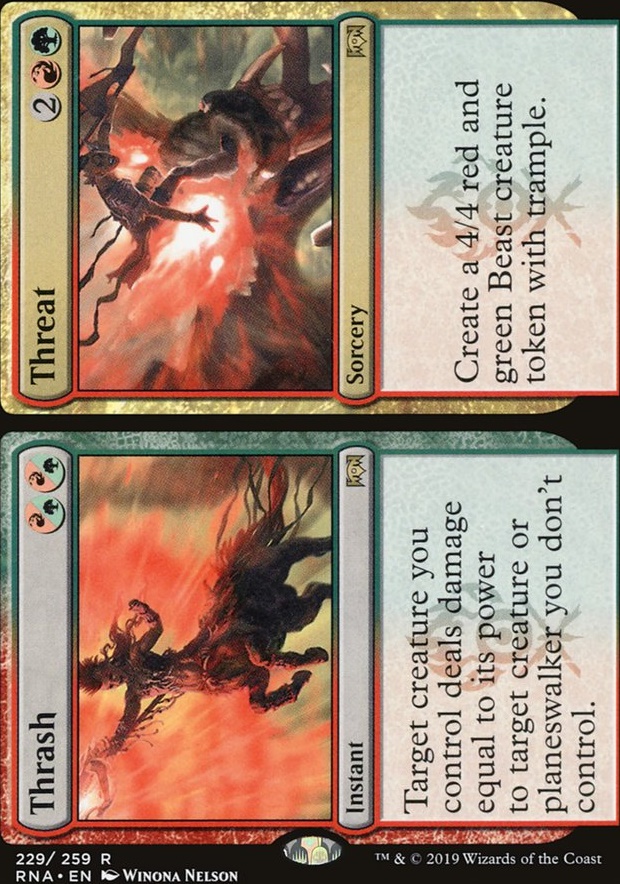 Thrash
Instant
Target creature you
control deals damage
equal to its power
to target creature or
planeswalker you don't
control.
Threat
2
Sorcery
Create a 4/4 red and
green Beast creature
token with trample.
229/259 R
RNA • EN Winona Nelson
™ & © 2019 Wizards of the Coast